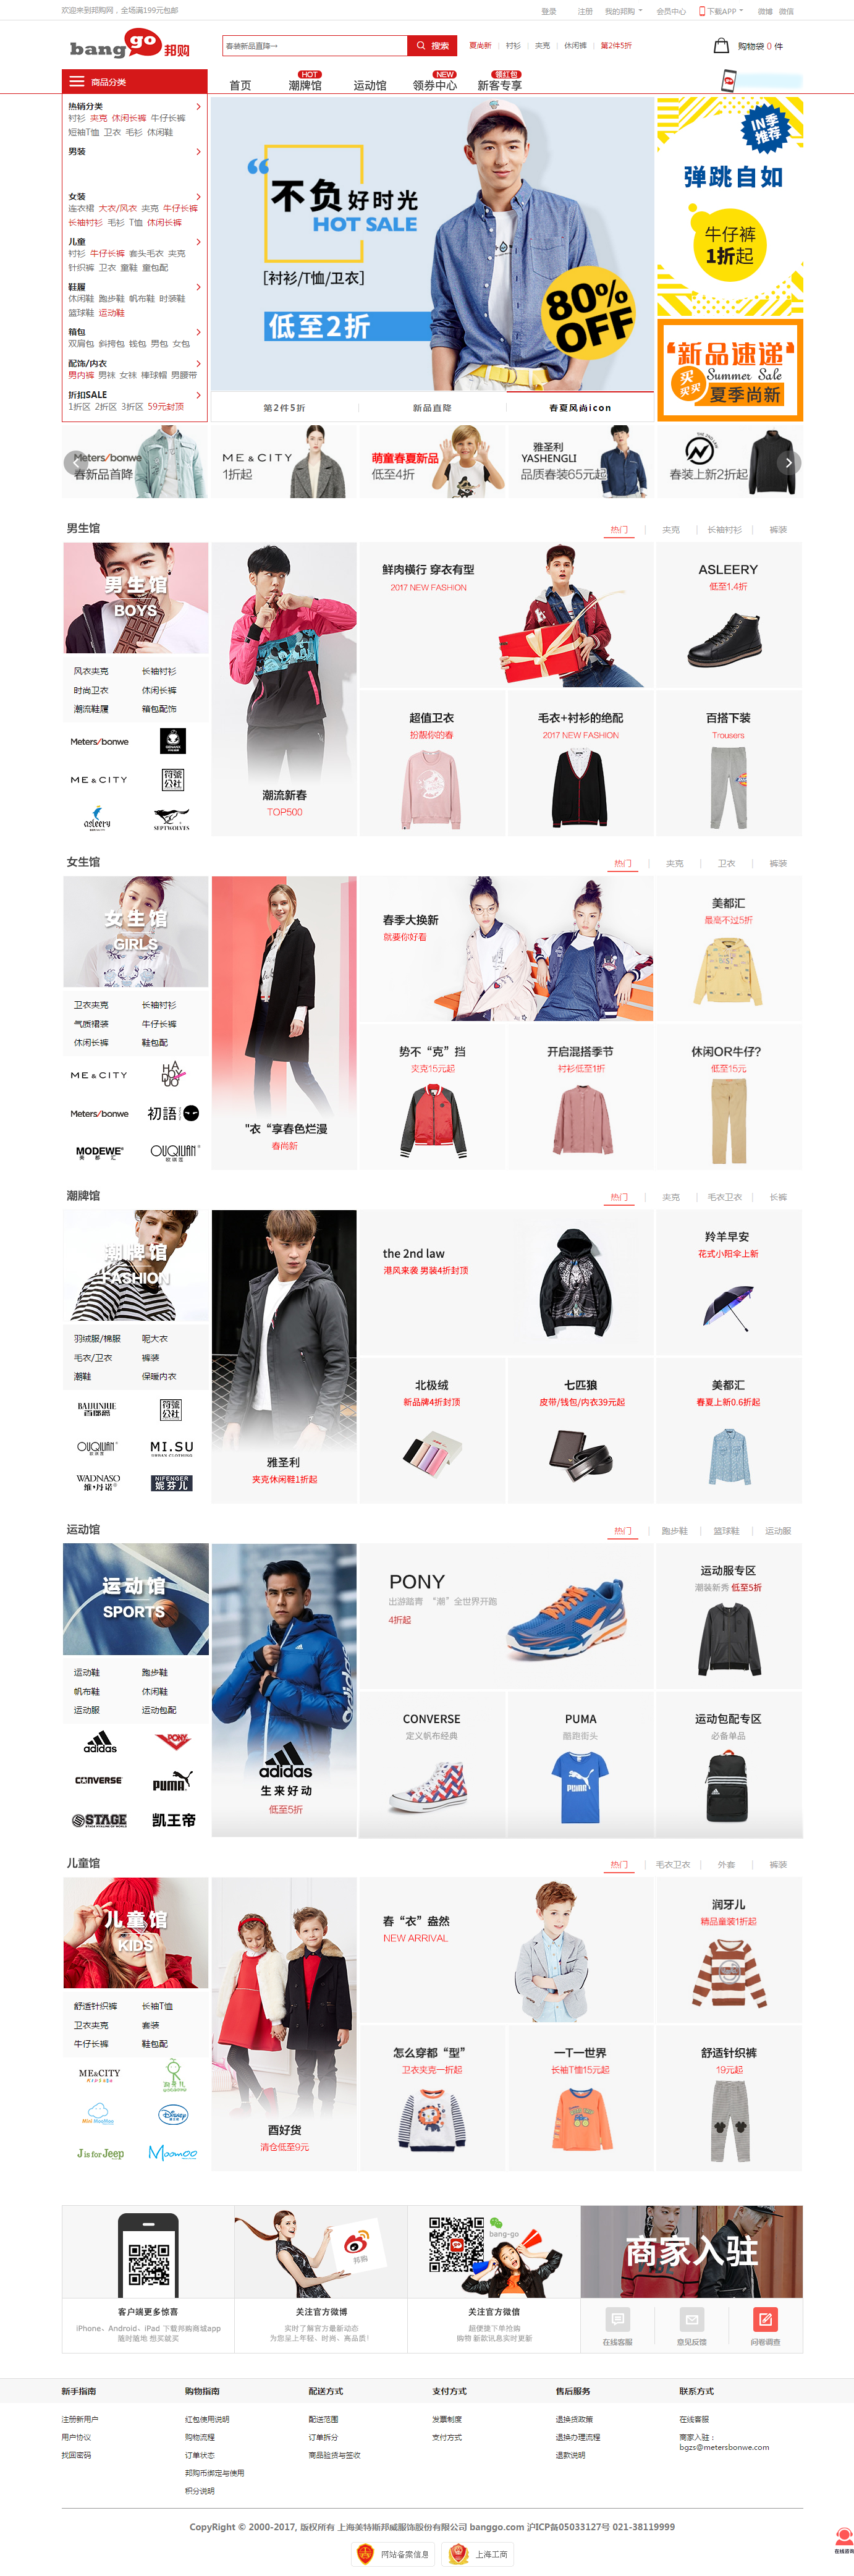 欢迎来到邦购网，全场满199元包邮
登录 注册 我的邦购 会员中心 下载APP 微博 微信
banggo 邦购
春装新品直降→ 搜索
夏尚新 衬衫 夹克 休闲裤 第2件5折
购物袋 0 件
商品分类
HOT NEW 领红包
首页 潮牌馆 运动馆 领券中心 新客专享
热销分类
衬衫 夹克 休闲长裤 牛仔长裤
短袖T恤 卫衣 毛衫 休闲鞋
男装
女装
连衣裙 大衣/风衣 夹克 牛仔长裤
长袖衬衫 毛衫 T恤 休闲长裤
儿童
衬衫 牛仔长裤 套头毛衣 夹克
针织裤 卫衣 童鞋 童包配
鞋履
休闲鞋 跑步鞋 帆布鞋 时装鞋
篮球鞋 运动鞋
箱包
双肩包 斜挎包 钱包 男包 女包
配饰/内衣
男内裤 男袜 女袜 棒球帽 男腰带
折扣SALE
1折区 2折区 3折区 59元封顶
不负好时光
HOT SALE
[衬衫/T恤/卫衣]
低至2折
80% OFF
第2件5折 新品直降 春夏风尚icon
IN季推荐
弹跳自如
牛仔裤
1折起
新品速递
Summer Sale
买买买 夏季尚新
Meters/bonwe
春新品首降
ME&CITY
1折起
萌童春夏新品
低至4折
雅圣利
YASHENGLI
品质春装65元起
春装上新2折起
男生馆
热门 夹克 长袖衬衫 裤装
男生馆
BOYS
风衣夹克 长袖衬衫
时尚卫衣 休闲长裤
潮流鞋履 箱包配饰
Meters/bonwe
ME&CITY 符號公社
asleery SEPTWOLVES
潮流新春
TOP500
鲜肉横行 穿衣有型
2017 NEW FASHION
ASLEERY
低至1.4折
超值卫衣
扮靓你的春
毛衣+衬衫的绝配
2017 NEW FASHION
百搭下装
Trousers
女生馆
热门 夹克 卫衣 裤装
女生馆
GIRLS
卫衣夹克 长袖衬衫
气质裙装 牛仔长裤
休闲长裤 鞋包配
ME&CITY
Meters/bonwe 初語
MODEWE 美都汇 OUQILIAN
"衣“享春色烂漫
春尚新
春季大换新
就要你好看
美都汇
最高不过5折
势不“克”挡
夹克15元起
开启混搭季节
衬衫低至1折
休闲OR牛仔?
低至15元
潮牌馆
热门 夹克 毛衣卫衣 长裤
潮牌馆
FASHION
羽绒服/棉服 呢大衣
毛衣/卫衣 裤装
潮鞋 保暖内衣
BAIJUNJUE 百郡爵 符號公社
OUQILIAN MI.SU
WADNASO 维·丹诺 NIFENGER 妮芬儿
雅圣利
夹克休闲鞋1折起
the 2nd law
港风来袭 男装4折封顶
羚羊早安
花式小阳伞上新
北极绒
新品牌4折封顶
七匹狼
皮带/钱包/内衣39元起
美都汇
春夏上新0.6折起
运动馆
热门 跑步鞋 篮球鞋 运动服
运动馆
SPORTS
运动鞋 跑步鞋
帆布鞋 休闲鞋
运动服 运动包配
adidas PONY
CONVERSE PUMA
STAGE 凯王帝
adidas
生来好动
低至5折
PONY
出游踏青 “潮”全世界开跑
4折起
运动服专区
潮装新秀 低至5折
CONVERSE
定义帆布经典
PUMA
酷跑街头
运动包配专区
必备单品
儿童馆
热门 毛衣卫衣 外套 裤装
儿童馆
KIDS
舒适针织裤 长袖T恤
卫衣夹克 套装
牛仔长裤 鞋包配
ME&CITY
Disney
J is for Jeep Moomoo
酉好货
清仓低至9元
春“衣”盎然
NEW ARRIVAL
润牙儿
精品童装1折起
怎么穿都“型”
卫衣夹克一折起
一T一世界
长袖T恤15元起
舒适针织裤
19元起
邦购
bang-go
商家入驻
客户端更多惊喜
iPhone、Android、iPad 下载邦购商城app
随时随地 想买就买
关注官方微博
实时了解官方最新动态
为您呈上年轻、时尚、高品质!
关注官方微信
超便捷下单抢购
购物 新款讯息实时更新
在线客服 意见反馈 问卷调查
新手指南 购物指南 配送方式 支付方式 售后服务 联系方式
注册新用户 红包使用说明 配送范围 发票制度 退换货政策 在线客服
用户协议 购物流程 订单拆分 支付方式 退换办理流程 商家入驻：
bgzs@metersbonwe.com
找回密码 订单状态 商品验货与签收 退款说明
邦购币绑定与使用
积分说明
CopyRight © 2000-2017, 版权所有 上海美特斯邦威服饰股份有限公司 banggo.com 沪ICP备05033127号 021-38119999
网站备案信息 上海工商
在线咨询